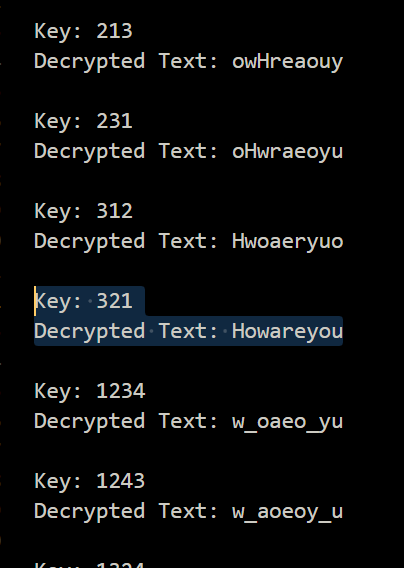 Key: 213
Decrypted Text: owHreaouy
Key: 231
Decrypted Text: oHwraeoyu
Key: 312
Decrypted Text: Hwoaeryuo
Key: 321
Decrypted Text: Howareyou
Key: 1234
Decrypted Text: w_oaeo_yu
Key: 1243
Decrypted Text: w_aoeoy_u